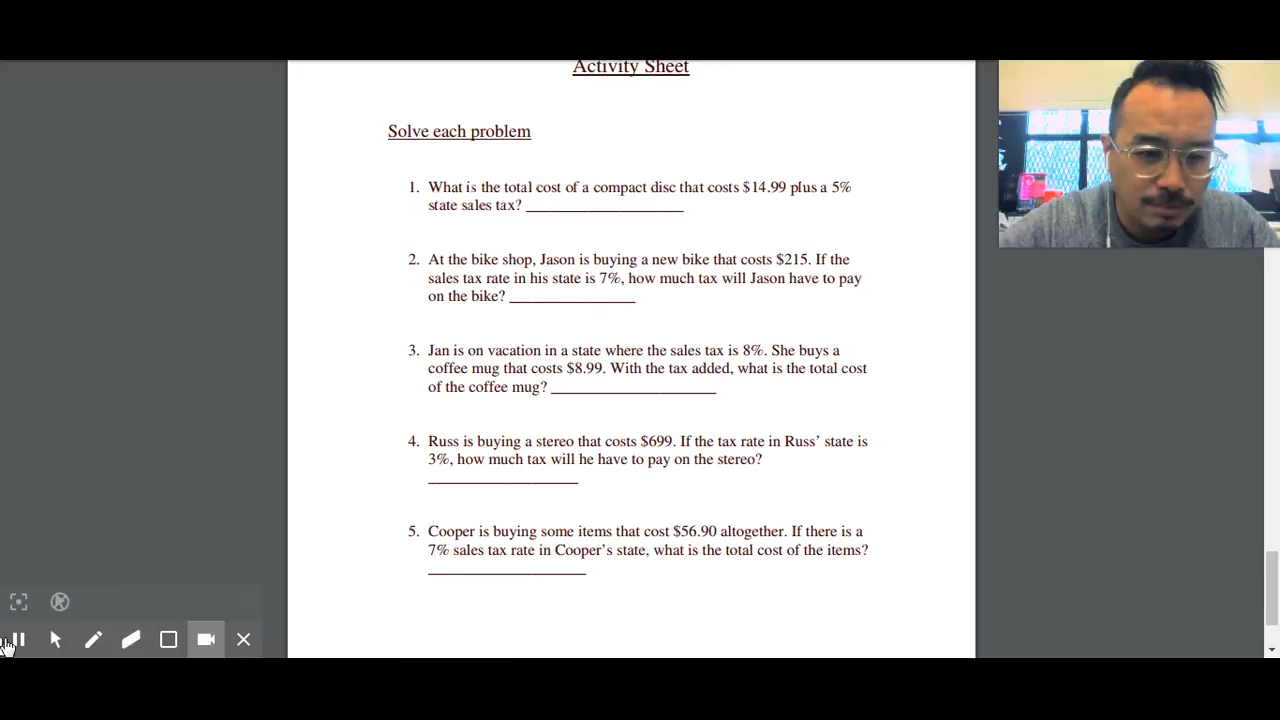 Activity Sheet
Solve each problem
1. What is the total cost of a compact disc that costs $14.99 plus a 5%
state sales tax? ____________________
2. At the bike shop, Jason is buying a new bike that costs $215. If the
sales tax rate in his state is 7%, how much tax will Jason have to pay
on the bike? ________________
3. Jan is on vacation in a state where the sales tax is 8%. She buys a
coffee mug that costs $8.99. With the tax added, what is the total cost
of the coffee mug? _____________________
4. Russ is buying a stereo that costs $699. If the tax rate in Russ’ state is
3%, how much tax will he have to pay on the stereo?
___________________
5. Cooper is buying some items that cost $56.90 altogether. If there is a
7% sales tax rate in Cooper’s state, what is the total cost of the items?
____________________